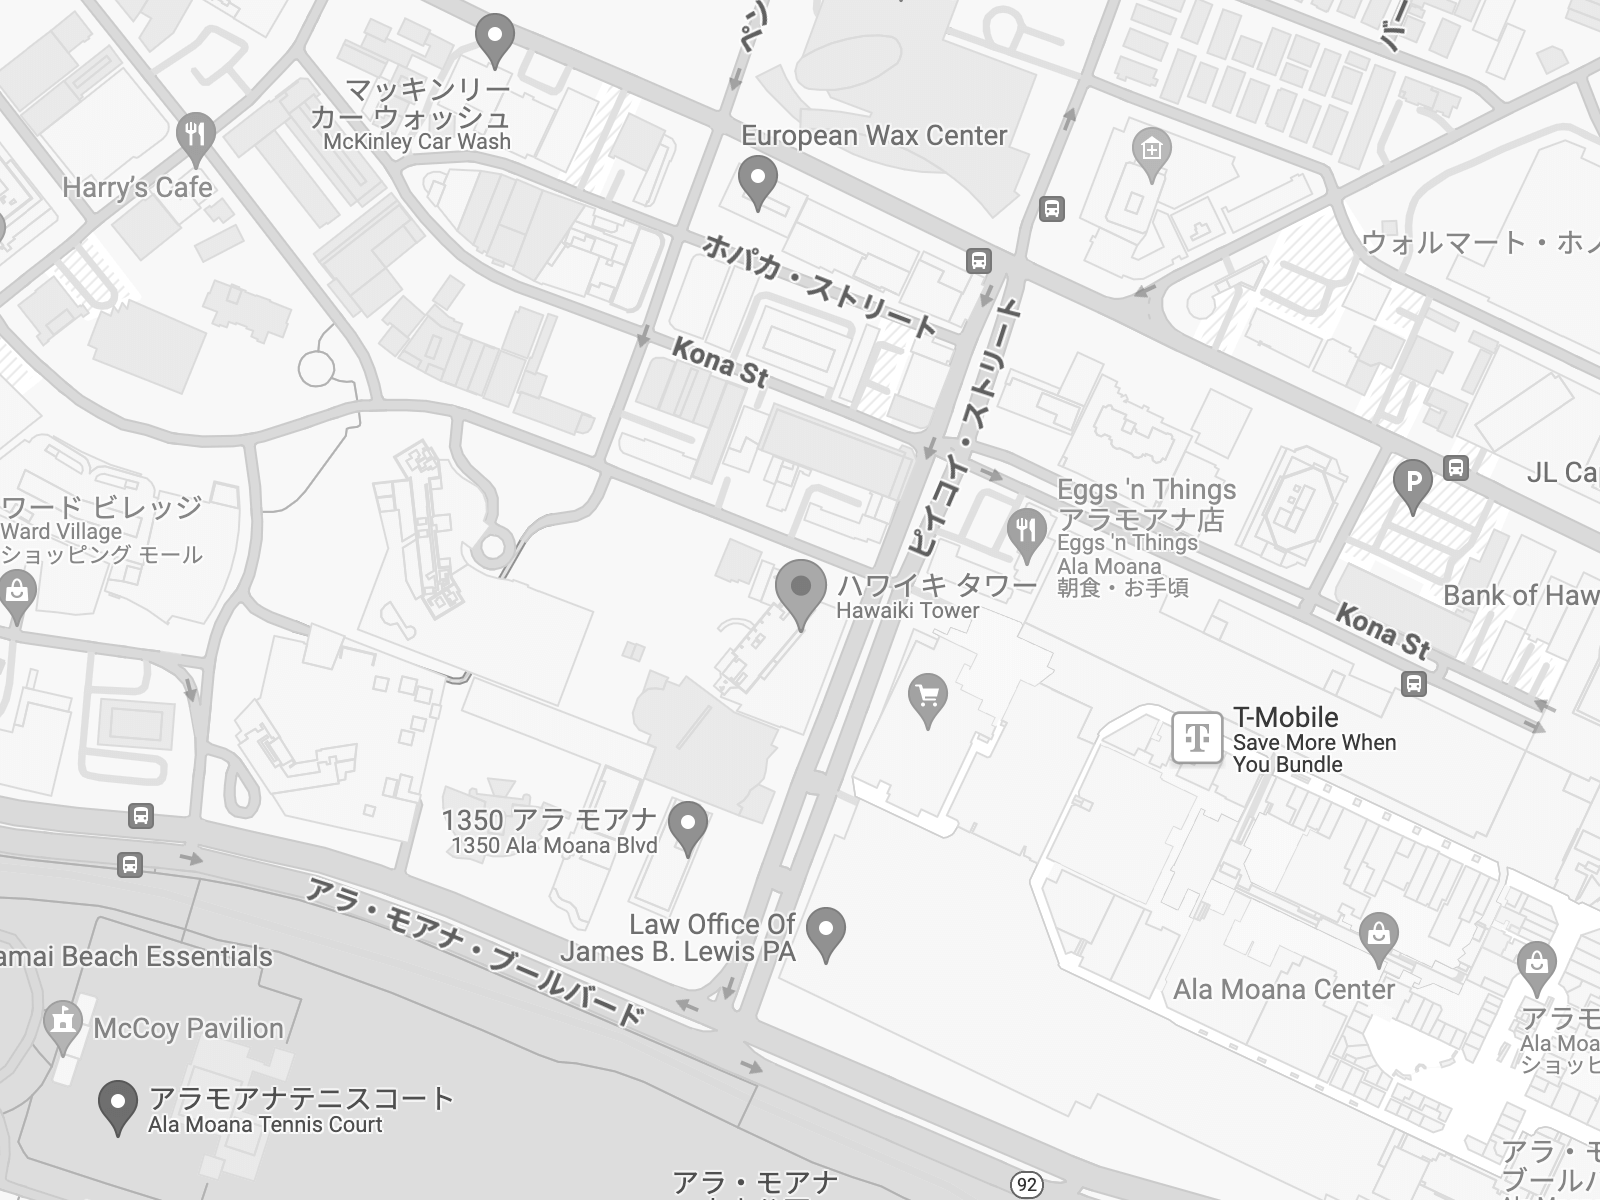 マッキンリー
カー ウォッシュ
McKinley Car Wash
European Wax Center
Harry's Cafe
ホパカ・ストリート
ウォルマート・ホノ
Kona St
ピイコイ・ストリート
JL Ca
P
Eggs 'n Things
アラモアナ店
Eggs 'n Things
Ala Moana
朝食・お手頃
ワード ビレッジ
Ward Village
ショッピング モール
ハワイキ タワー
Hawaiki Tower
Bank of Haw
Kona St
T
T-Mobile
Save More When
You Bundle
1350 アラ モアナ
1350 Ala Moana Blvd
アラ・モアナ・ブールバード
Law Office Of
James B. Lewis PA
amai Beach Essentials
Ala Moana Center
McCoy Pavilion
アラモ
Ala Moa
ショッピ
アラモアナテニスコート
Ala Moana Tennis Court
アラ・モアナ
92
アラ・モ
ブールバ